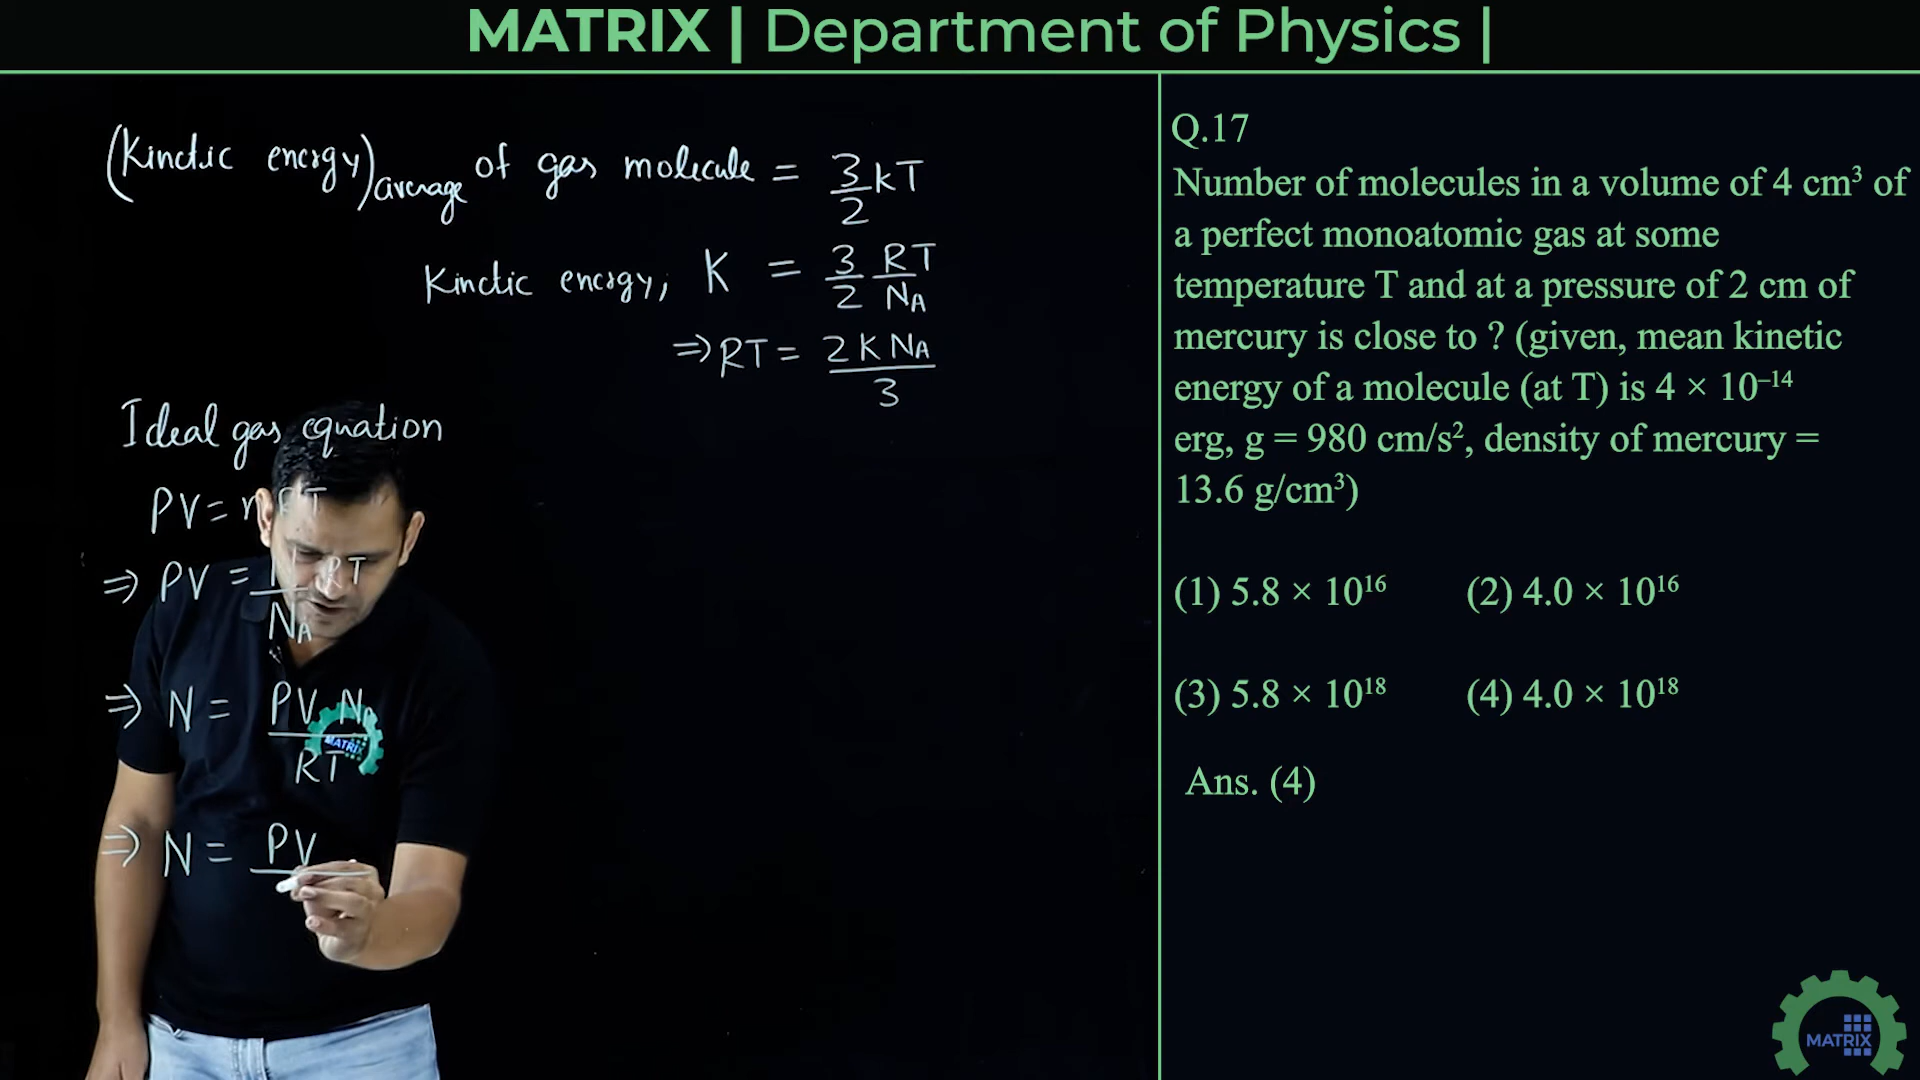 MATRIX | Department of Physics |
(Kinetic energy)average of gas molecule = 3/2 kT
Kinetic energy, K = 3/2 RT/NA
⇒ RT = 2KNA/3
Ideal gas equation
PV = nRT
⇒ PV = N/NA RT
⇒ N = PV NA/RT
⇒ N = PV
MATRIX
Q.17
Number of molecules in a volume of 4 cm³ of
a perfect monoatomic gas at some
temperature T and at a pressure of 2 cm of
mercury is close to ? (given, mean kinetic
energy of a molecule (at T) is 4 × 10⁻¹⁴
erg, g = 980 cm/s², density of mercury =
13.6 g/cm³)
(1) 5.8 × 10¹⁶ (2) 4.0 × 10¹⁶
(3) 5.8 × 10¹⁸ (4) 4.0 × 10¹⁸
Ans. (4)
MATRIX